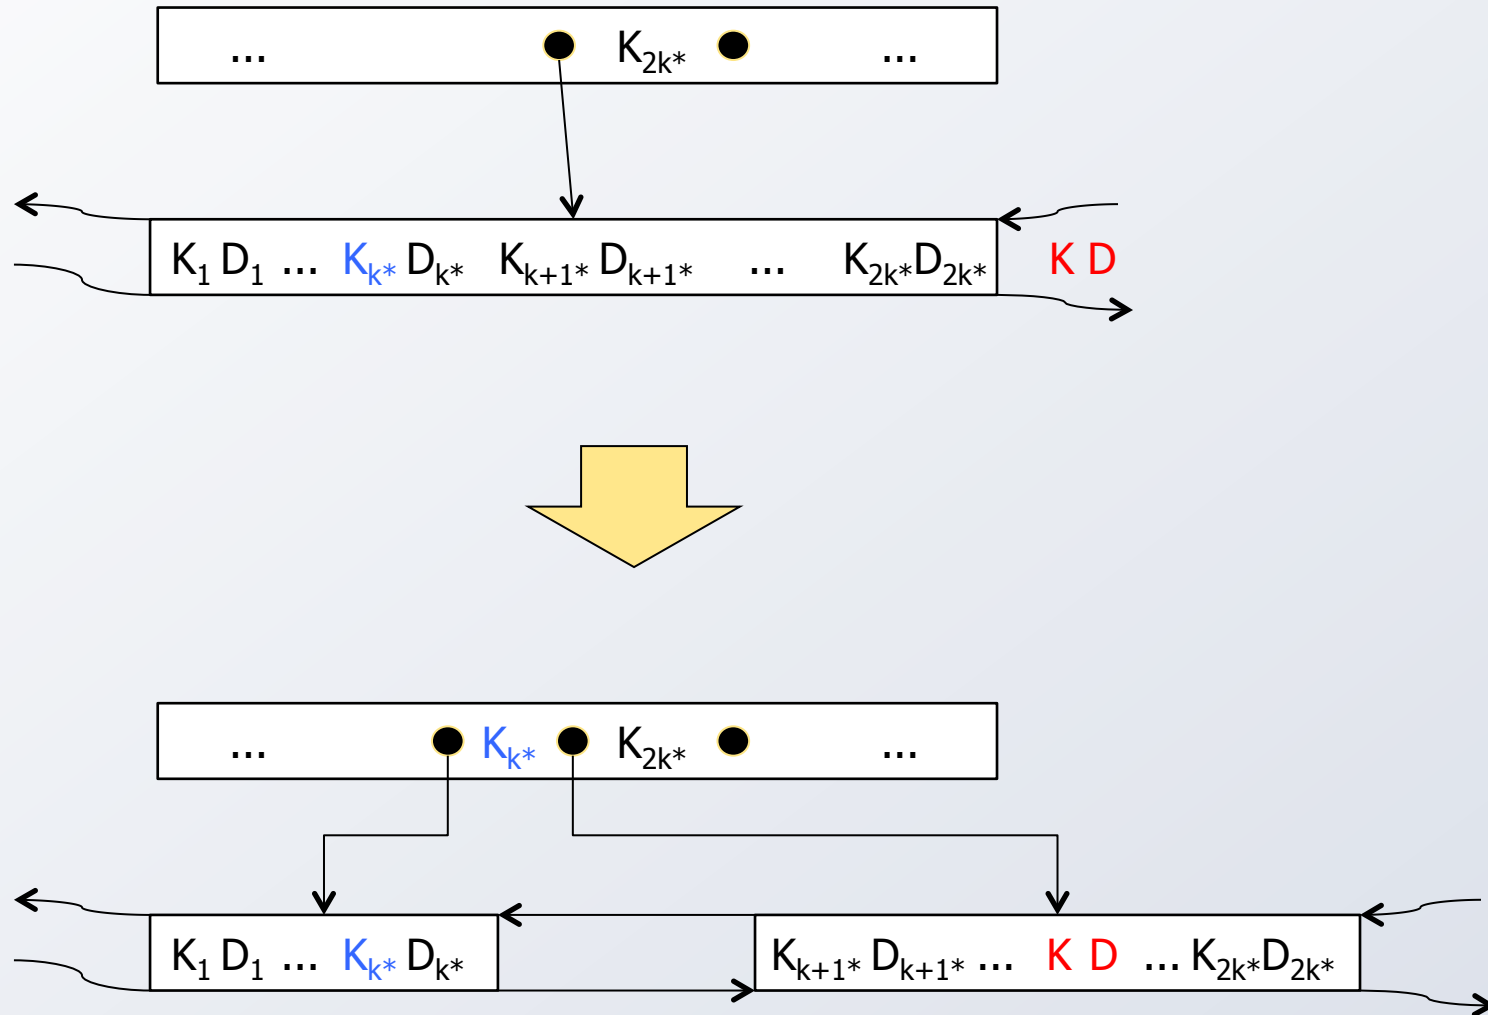 ... K₂ₖ* ...
K₁ D₁ ... Kₖ* Dₖ* Kₖ₊₁* Dₖ₊₁* ... K₂ₖ*D₂ₖ* K D
... Kₖ* K₂ₖ* ...
K₁ D₁ ... Kₖ* Dₖ* Kₖ₊₁* Dₖ₊₁* ... K D ... K₂ₖ*D₂ₖ*